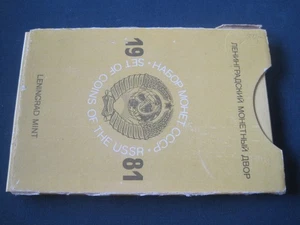 ЛЕНИНГРАДСКИЙ МОНЕТНЫЙ ДВОР
19 81
НАБОР МОНЕТ СССР •
SET OF COINS OF THE USSR •
LENINGRAD MINT